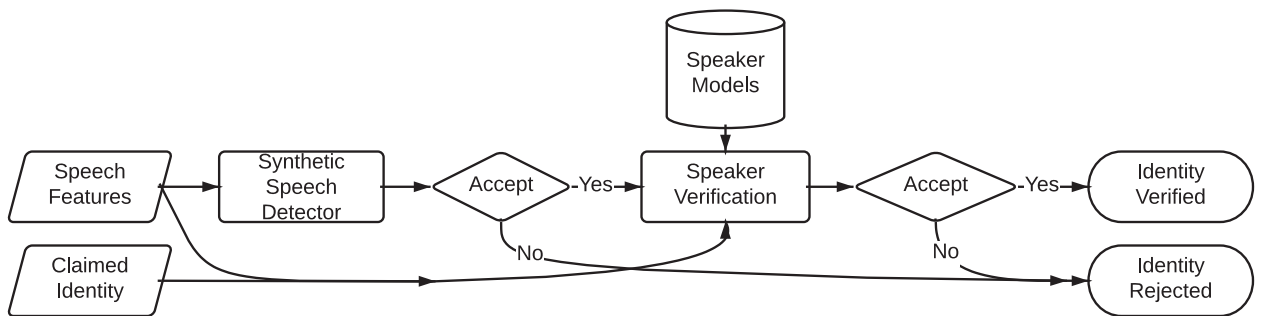 Speaker
Models
Speech
Features
Synthetic
Speech
Detector
Accept
Yes
Speaker
Verification
Accept
Yes
Identity
Verified
Claimed
Identity
No
No
Identity
Rejected